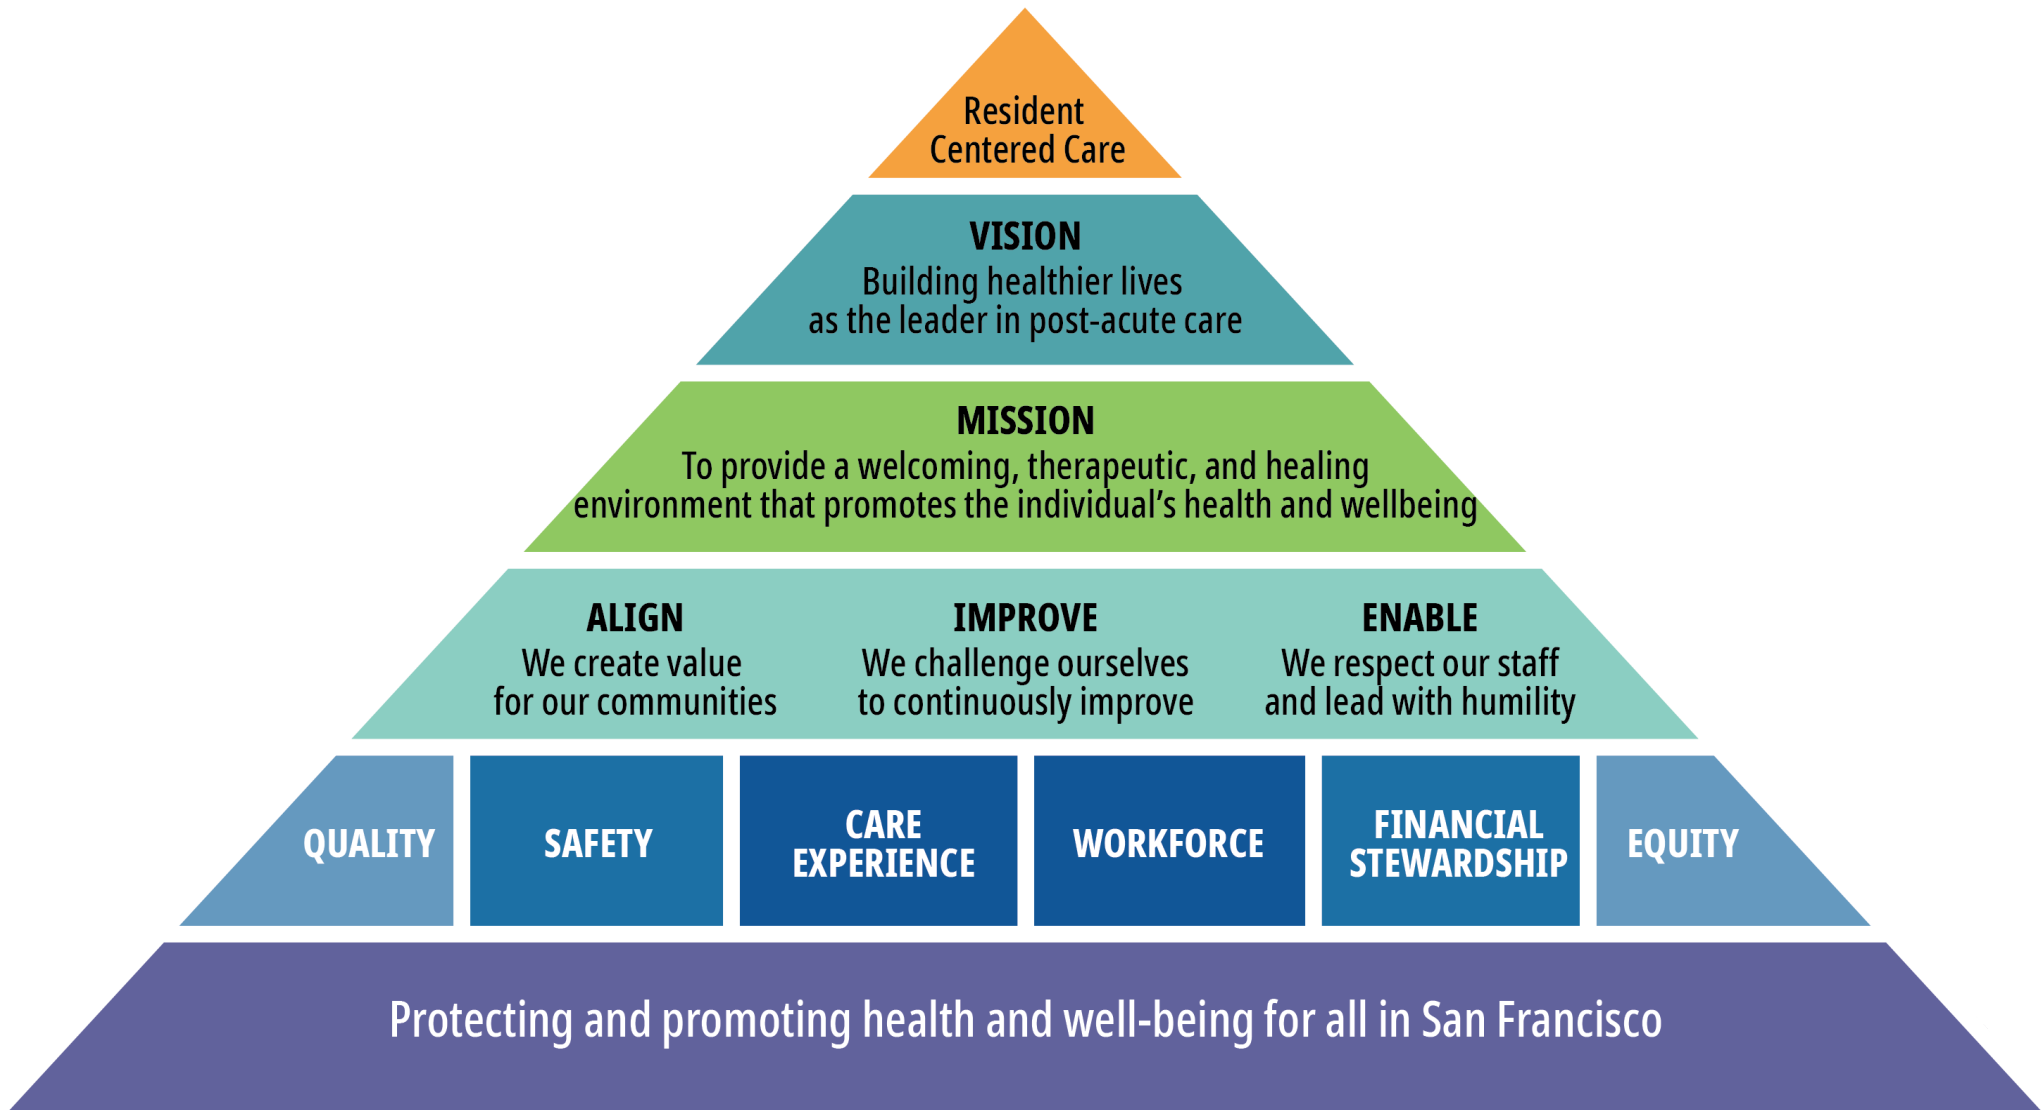 Resident
Centered Care
VISION
Building healthier lives
as the leader in post-acute care
MISSION
To provide a welcoming, therapeutic, and healing
environment that promotes the individual’s health and wellbeing
ALIGN
We create value
for our communities
IMPROVE
We challenge ourselves
to continuously improve
ENABLE
We respect our staff
and lead with humility
QUALITY
SAFETY
CARE
EXPERIENCE
WORKFORCE
FINANCIAL
STEWARDSHIP
EQUITY
Protecting and promoting health and well-being for all in San Francisco